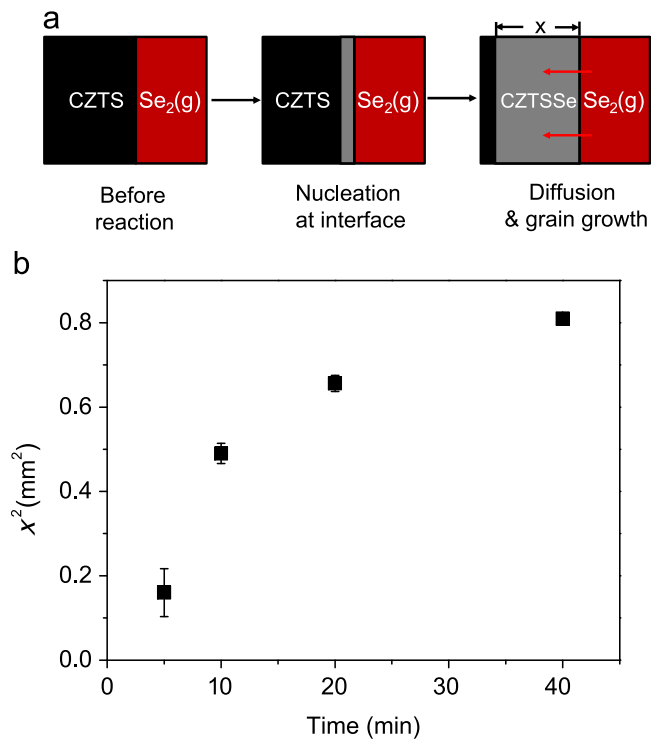 a
x
CZTS Se₂(g) CZTS Se₂(g) CZTSSe Se₂(g)
Before Nucleation Diffusion
reaction at interface & grain growth
b
x² (mm²)
0.8
0.6
0.4
0.2
0.0
0 10 20 30 40
Time (min)